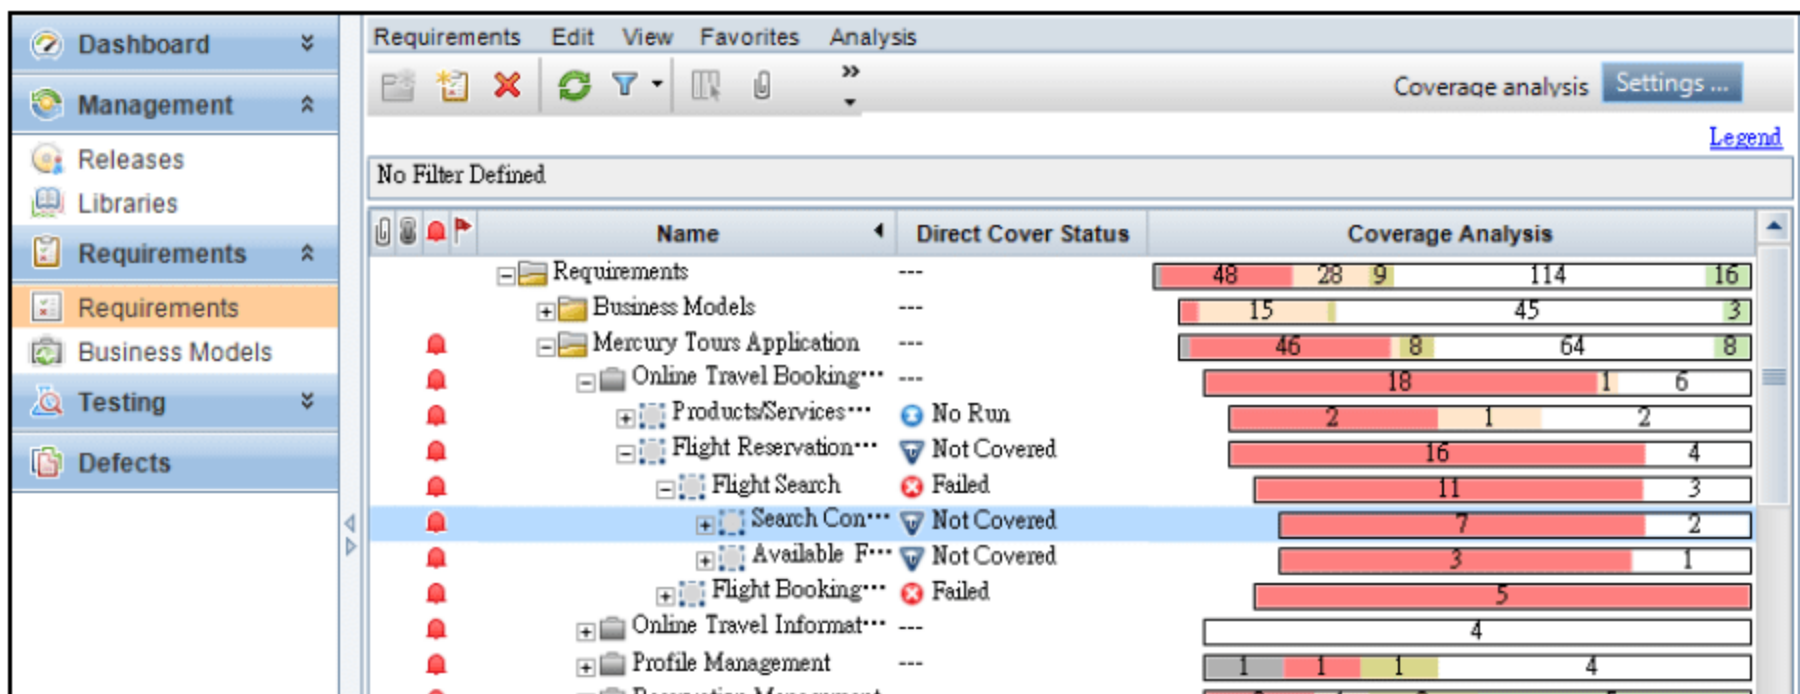 Dashboard
Management
Releases
Libraries
Requirements
Requirements
Business Models
Testing
Defects
Requirements Edit View Favorites Analysis
Coverage analysis Settings ...
Legend
No Filter Defined
Name Direct Cover Status Coverage Analysis
Requirements --- 48 28 9 114 16
Business Models --- 15 45 3
Mercury Tours Application --- 46 8 64 8
Online Travel Booking··· --- 18 1 6
Products/Services··· No Run 2 1 2
Flight Reservation··· Not Covered 16 4
Flight Search Failed 11 3
Search Con··· Not Covered 7 2
Available F··· Not Covered 3 1
Flight Booking··· Failed 5
Online Travel Informat··· --- 4
Profile Management --- 1 1 1 4